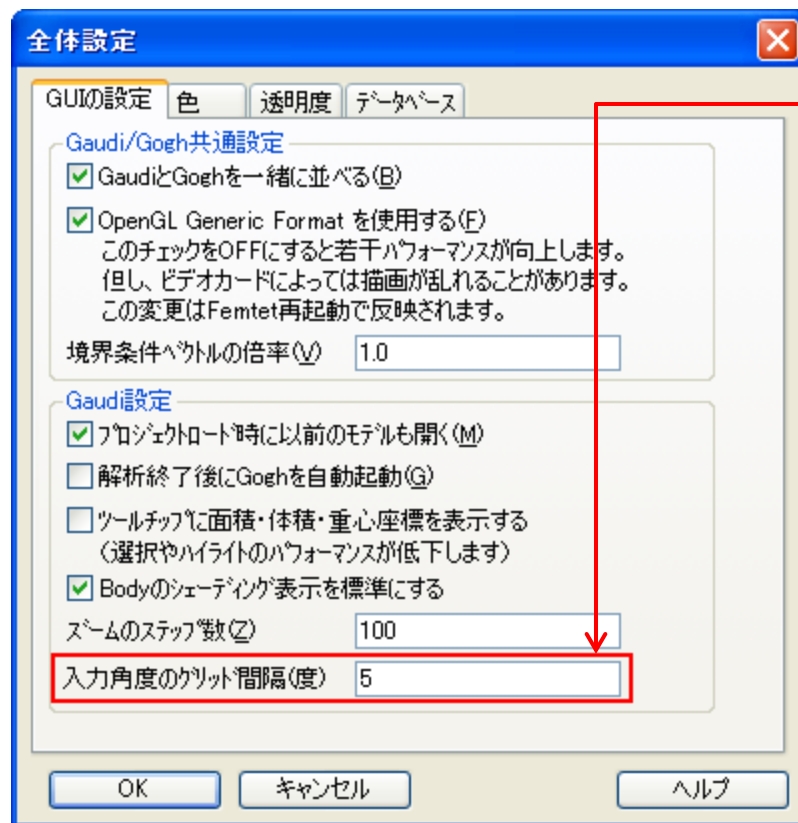 全体設定
GUIの設定 色 透明度 データベース
Gaudi/Gogh共通設定
GaudiとGoghを一緒に並べる(B)
OpenGL Generic Format を使用する(F)
このチェックをOFFにすると若干パフォーマンスが向上します。
但し、ビデオカードによっては描画が乱れることがあります。
この変更はFemtet再起動で反映されます。
境界条件ベクトルの倍率(V) 1.0
Gaudi設定
プロジェクトロード時に以前のモデルも開く(M)
解析終了後にGoghを自動起動(G)
ツールチップに面積・体積・重心座標を表示する
(選択やハイライトのパフォーマンスが低下します)
Bodyのシェーディング表示を標準にする
ズームのステップ数(Z) 100
入力角度のグリッド間隔(度) 5
OK キャンセル ヘルプ